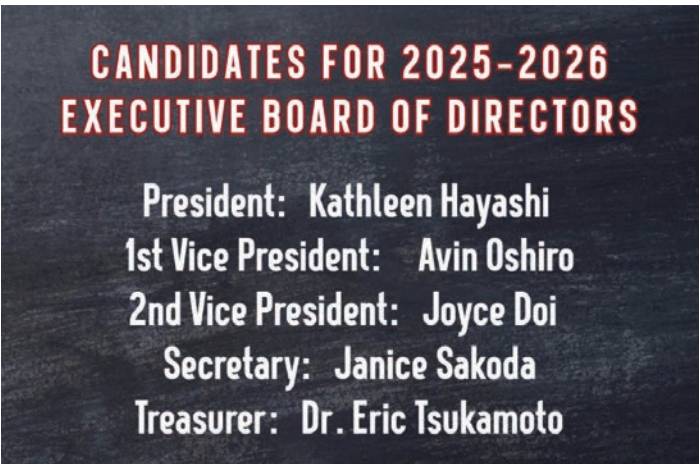 CANDIDATES FOR 2025-2026
EXECUTIVE BOARD OF DIRECTORS
President: Kathleen Hayashi
1st Vice President: Avin Oshiro
2nd Vice President: Joyce Doi
Secretary: Janice Sakoda
Treasurer: Dr. Eric Tsukamoto